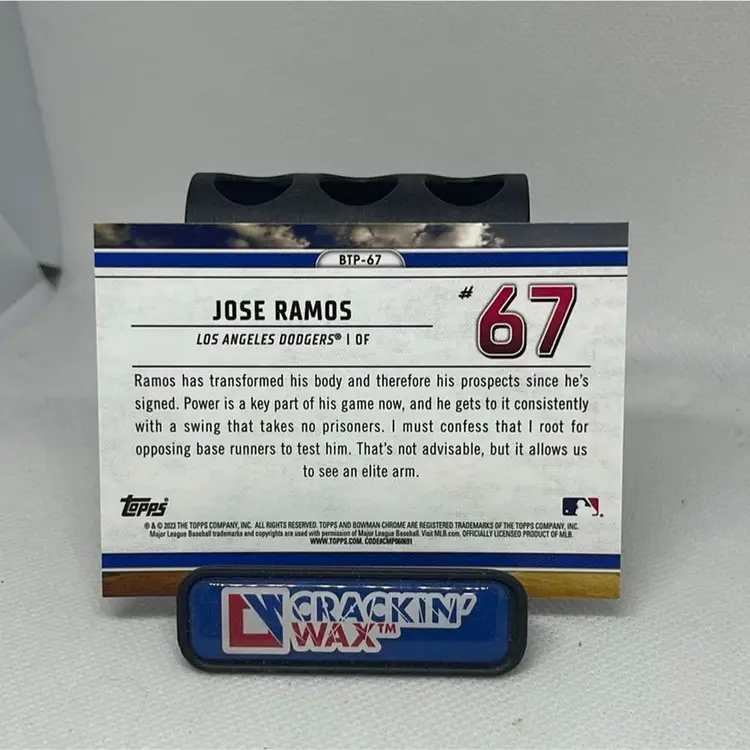 BTP-67
JOSE RAMOS
# 67
LOS ANGELES DODGERS® | OF
Ramos has transformed his body and therefore his prospects since he's
signed. Power is a key part of his game now, and he gets to it consistently
with a swing that takes no prisoners. I must confess that I root for
opposing base runners to test him. That's not advisable, but it allows us
to see an elite arm.
Topps®
® & © 2023 THE TOPPS COMPANY, INC. ALL RIGHTS RESERVED. TOPPS AND BOWMAN CHROME ARE REGISTERED TRADEMARKS OF THE TOPPS COMPANY, INC.
Major League Baseball trademarks and copyrights are used with permission of Major League Baseball. Visit MLB.com. OFFICIALLY LICENSED PRODUCT OF MLB.
WWW.TOPPS.COM. CODE#CMP060691
CW CRACKIN'
WAX™